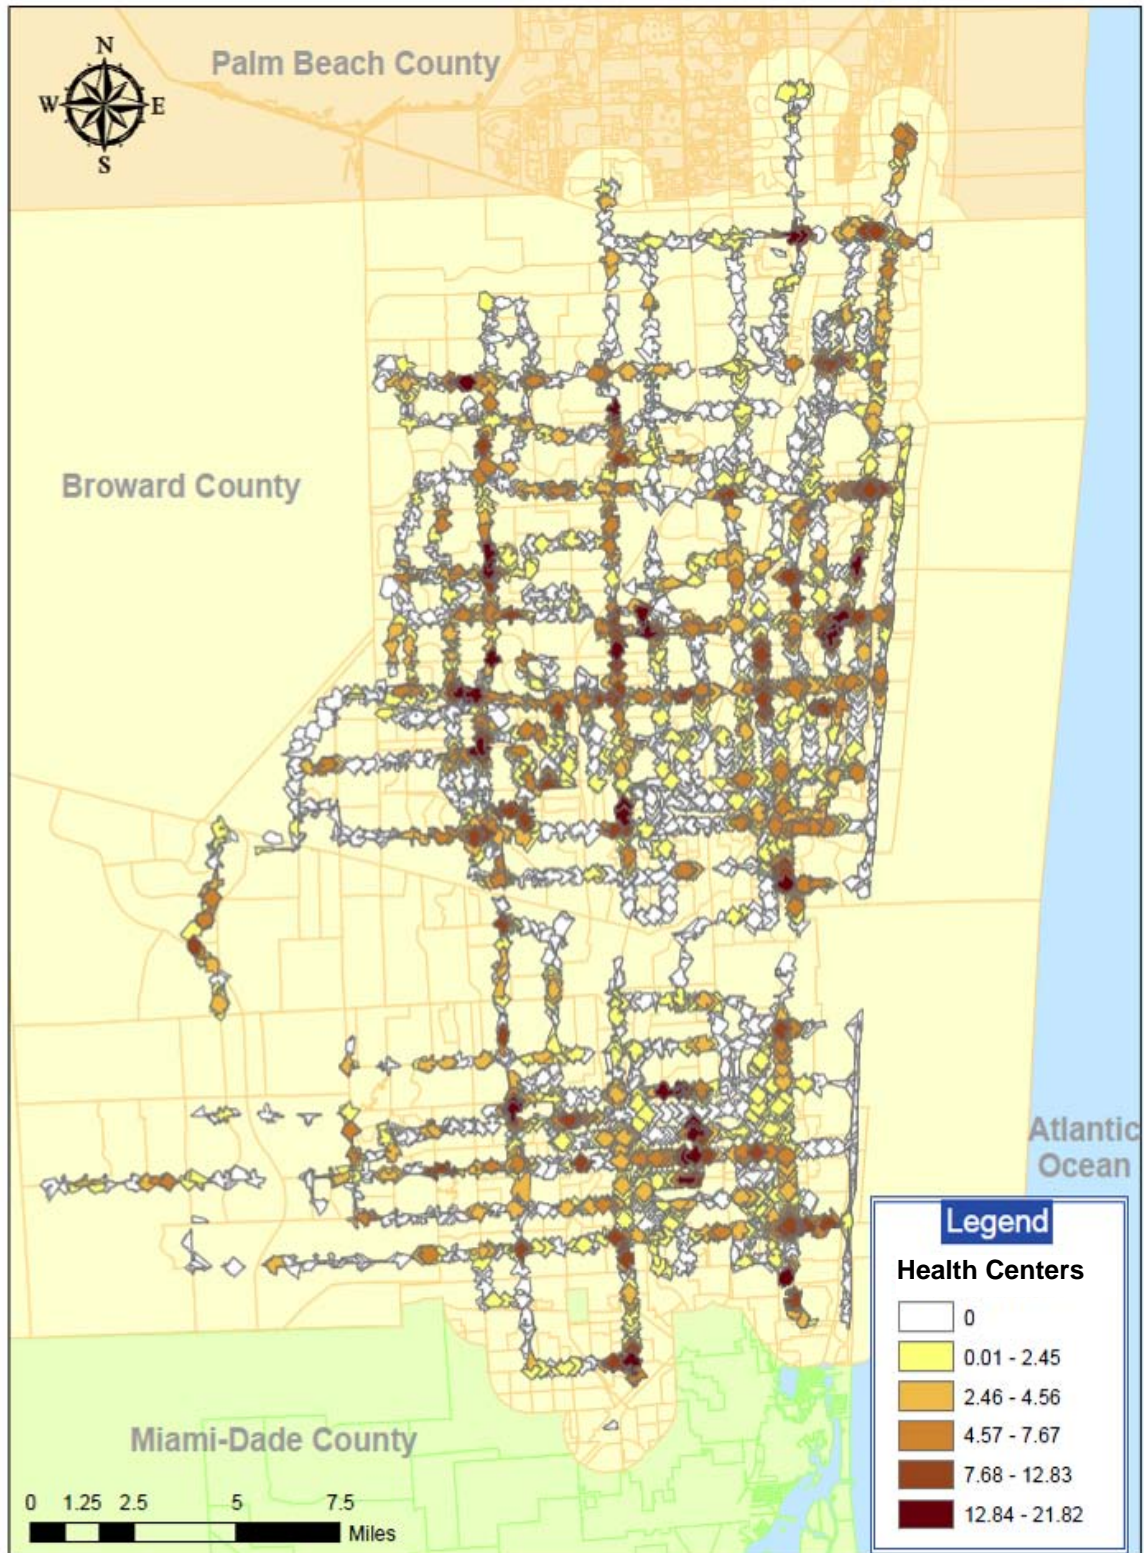 N
Palm Beach County
W E
S
Broward County
Atlantic
Ocean
Legend
Health Centers
0
0.01 - 2.45
2.46 - 4.56
4.57 - 7.67
7.68 - 12.83
12.84 - 21.82
Miami-Dade County
0 1.25 2.5 5 7.5
Miles